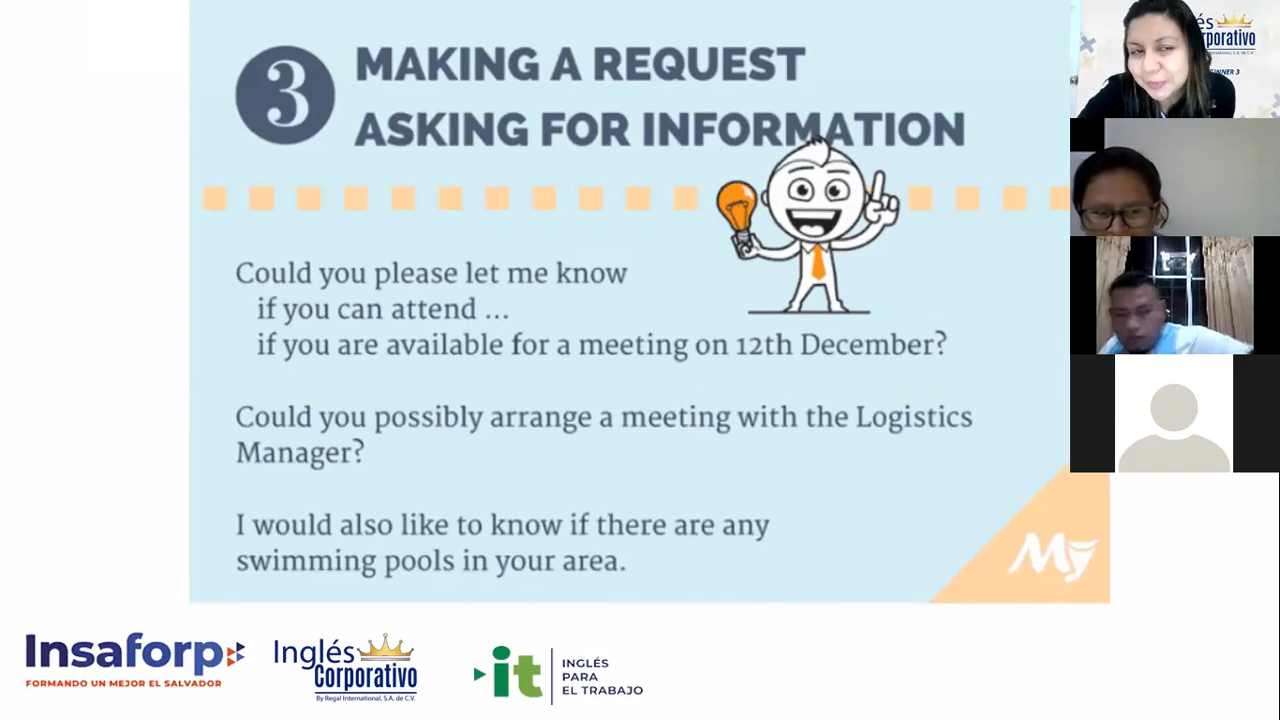 3
MAKING A REQUEST
ASKING FOR INFORMATION
Could you please let me know
if you can attend ...
if you are available for a meeting on 12th December?
Could you possibly arrange a meeting with the Logistics
Manager?
I would also like to know if there are any
swimming pools in your area.
My
Insaforp
FORMANDO UN MEJOR EL SALVADOR
Inglés
Corporativo
By Regal International, S.A. de C.V.
it
INGLÉS
PARA
EL TRABAJO